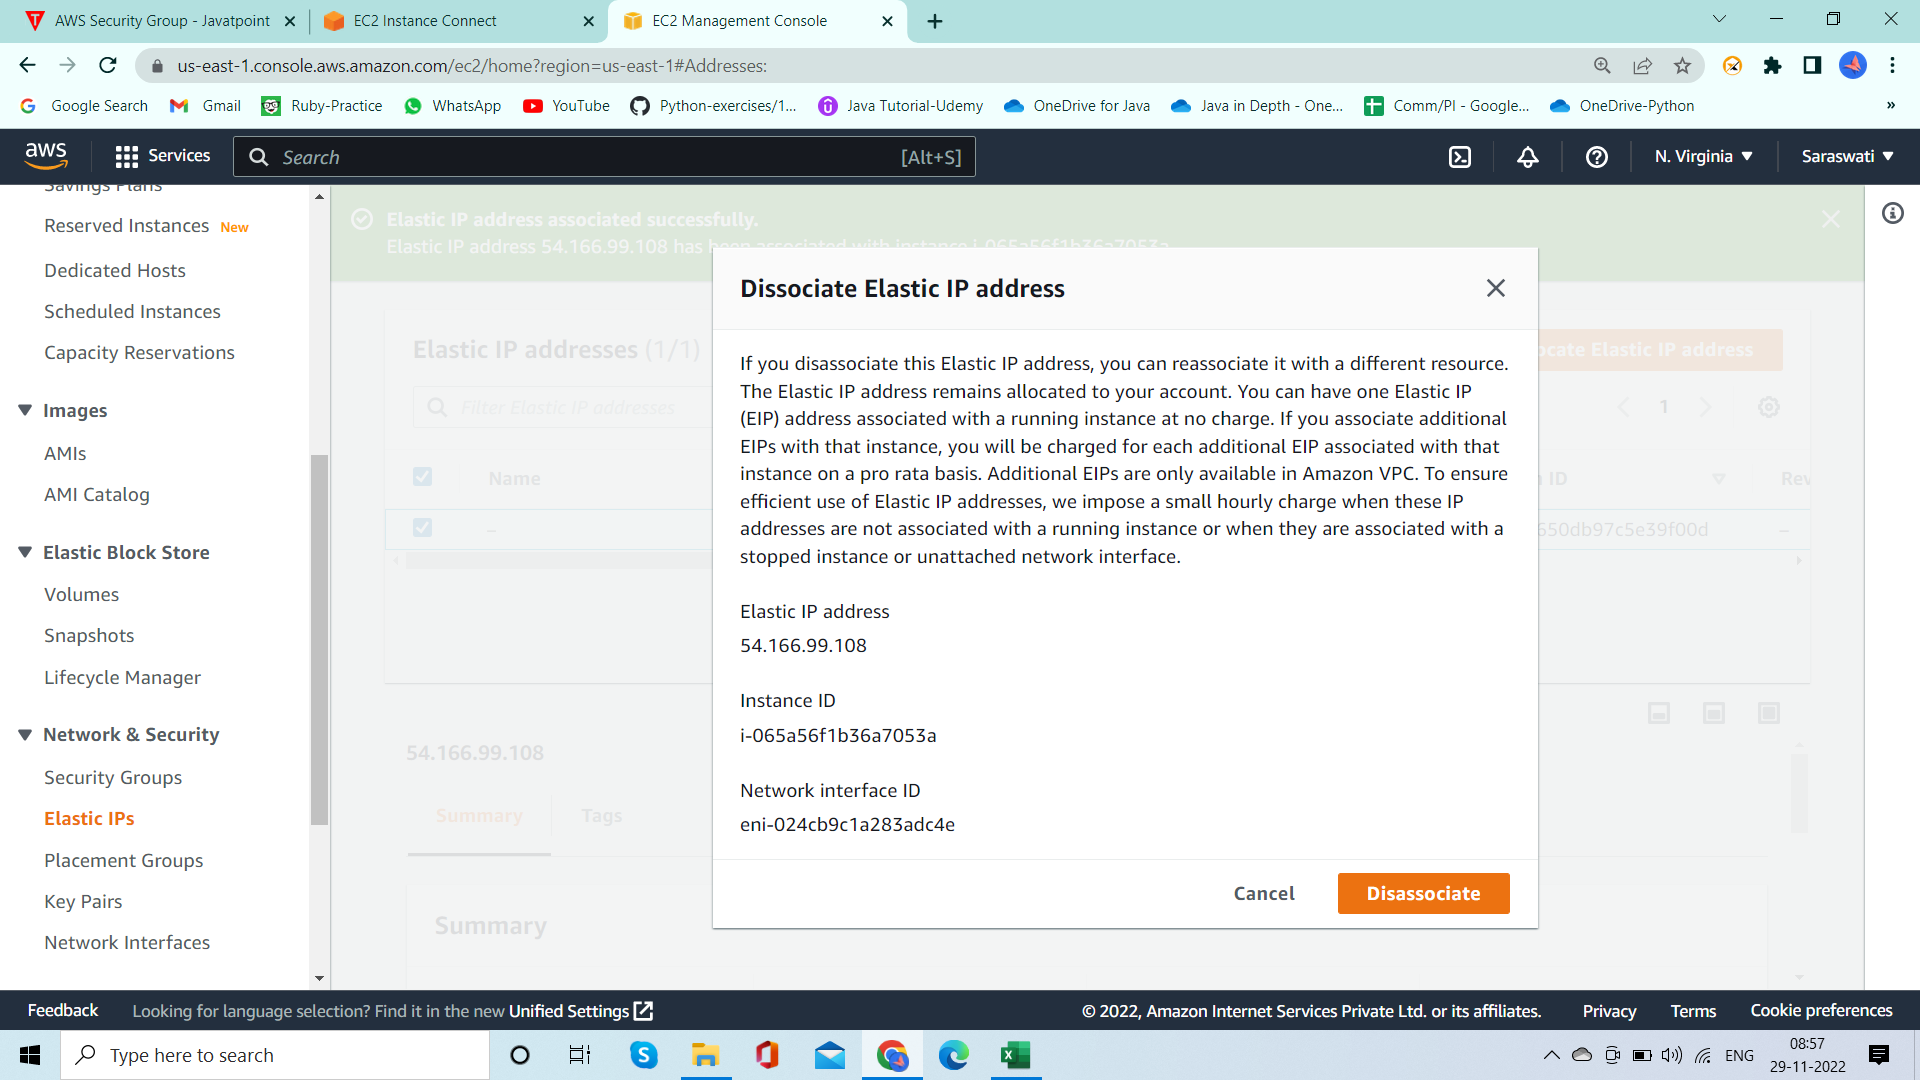 AWS Security Group - Javatpoint
EC2 Instance Connect
EC2 Management Console
us-east-1.console.aws.amazon.com/ec2/home?region=us-east-1#Addresses:
Google Search
Gmail
Ruby-Practice
WhatsApp
YouTube
Python-exercises/1...
Java Tutorial-Udemy
OneDrive for Java
Java in Depth - One...
Comm/PI - Google...
OneDrive-Python
»
aws
Services
Search
[Alt+S]
N. Virginia
Saraswati
Savings Plans
Reserved Instances New
Dedicated Hosts
Scheduled Instances
Capacity Reservations
Images
AMIs
AMI Catalog
Elastic Block Store
Volumes
Snapshots
Lifecycle Manager
Network & Security
Security Groups
Elastic IPs
Placement Groups
Key Pairs
Network Interfaces
Elastic IP address associated successfully.
Elastic IP address 54.166.99.108 has been associated with instance i-065a56f1b36a7053a
Elastic IP addresses (1/1)
ocate Elastic IP address
Filter Elastic IP addresses
1
Name
ID
Rev
–
650db97c5e39f00d
–
54.166.99.108
Summary
Tags
Summary
Dissociate Elastic IP address
If you disassociate this Elastic IP address, you can reassociate it with a different resource.
The Elastic IP address remains allocated to your account. You can have one Elastic IP
(EIP) address associated with a running instance at no charge. If you associate additional
EIPs with that instance, you will be charged for each additional EIP associated with that
instance on a pro rata basis. Additional EIPs are only available in Amazon VPC. To ensure
efficient use of Elastic IP addresses, we impose a small hourly charge when these IP
addresses are not associated with a running instance or when they are associated with a
stopped instance or unattached network interface.
Elastic IP address
54.166.99.108
Instance ID
i-065a56f1b36a7053a
Network interface ID
eni-024cb9c1a283adc4e
Cancel
Disassociate
Feedback
Looking for language selection? Find it in the new Unified Settings
© 2022, Amazon Internet Services Private Ltd. or its affiliates.
Privacy
Terms
Cookie preferences
Type here to search
ENG
08:57
29-11-2022